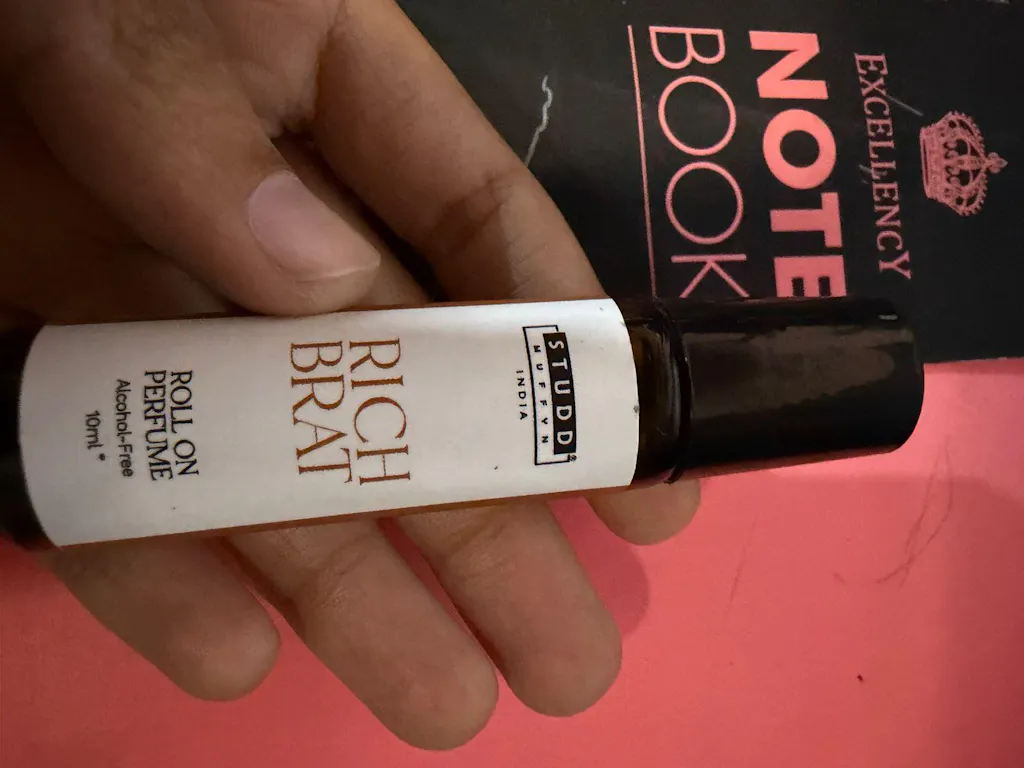 EXCELLENCY
NOTE
BOOK
STUDD®
MUFFYN
INDIA
RICH
BRAT
ROLL ON
PERFUME
Alcohol-Free
10ml *